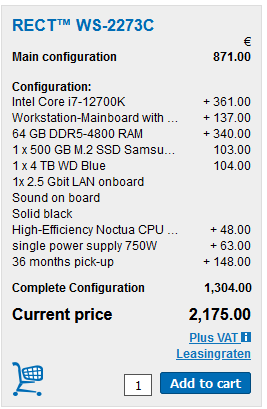 RECT™ WS-2273C
€
Main configuration 871.00
Configuration:
Intel Core i7-12700K + 361.00
Workstation-Mainboard with ... + 137.00
64 GB DDR5-4800 RAM + 340.00
1 x 500 GB M.2 SSD Samsu... 103.00
1 x 4 TB WD Blue 104.00
1x 2.5 Gbit LAN onboard
Sound on board
Solid black
High-Efficiency Noctua CPU ... + 48.00
single power supply 750W + 63.00
36 months pick-up + 148.00
Complete Configuration 1,304.00
Current price 2,175.00
Plus VAT i
Leasingraten
1 Add to cart